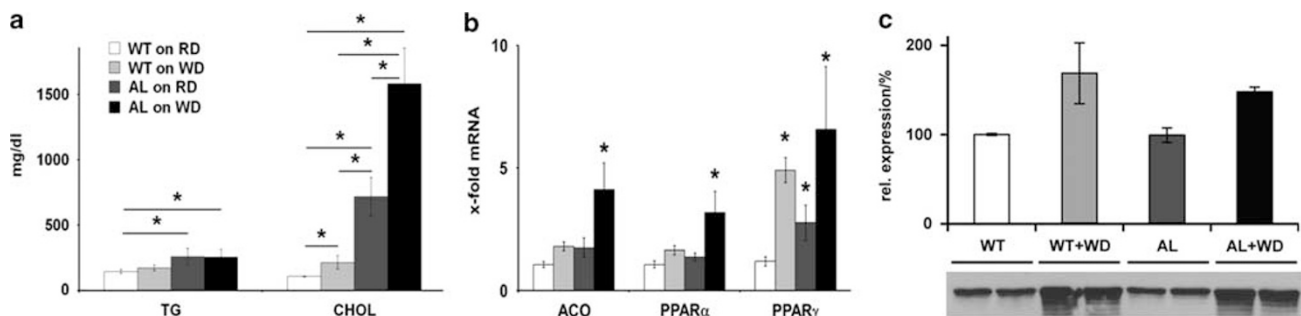 a
*
*
*
*
WT on RD
WT on WD
AL on RD
AL on WD
1500
1000
500
0
mg/dl
*
*
*
*
*
TG
CHOL
b
10
5
0
x-fold mRNA
*
*
*
*
*
ACO
PPARα
PPARγ
c
200
100
0
rel. expression/%
WT
WT+WD
AL
AL+WD